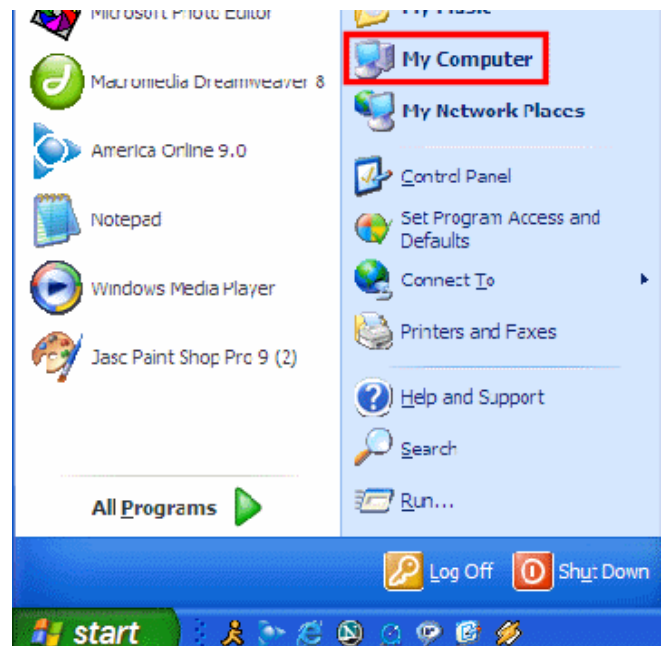 Microsoft Photo Editor
Macromedia Dreamweaver 8
America Online 9.0
Notepad
Windows Media Player
Jasc Paint Shop Pro 9 (2)
All Programs
My Music
My Computer
My Network Places
Control Panel
Set Program Access and
Defaults
Connect To
Printers and Faxes
Help and Support
Search
Run...
Log Off
Shut Down
start